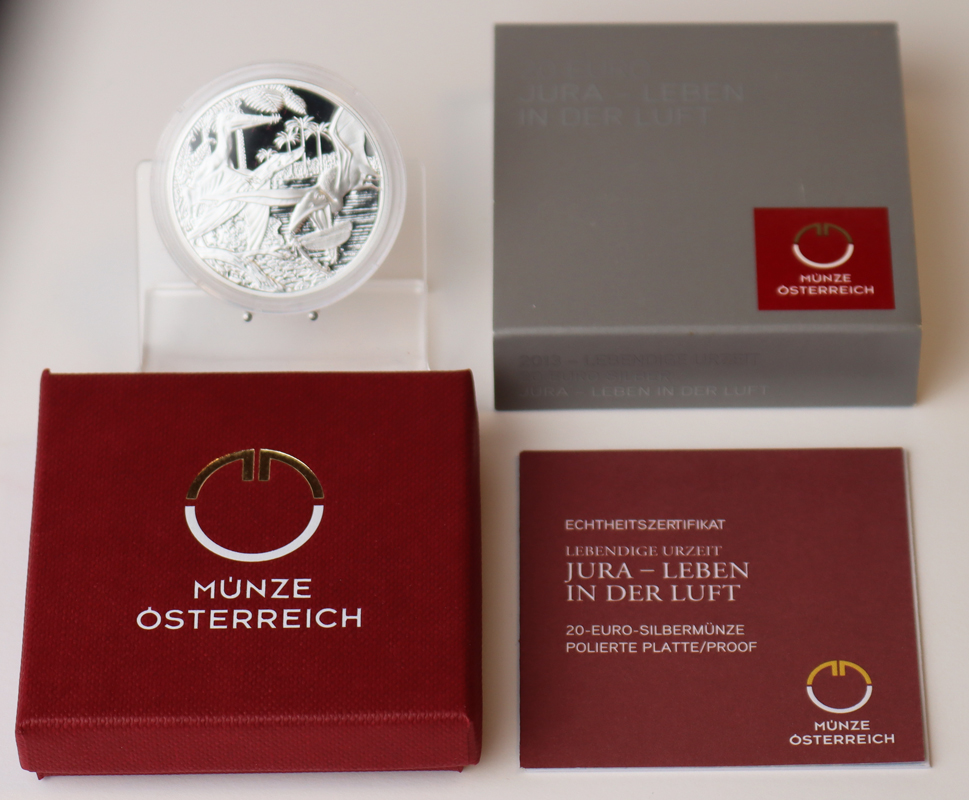 JURA – LEBEN
IN DER LUFT
MÜNZE
ÖSTERREICH
2013 – LEBENDIGE URZEIT
JURA – LEBEN IN DER LUFT
MÜNZE
ÖSTERREICH
ECHTHEITSZERTIFIKAT
LEBENDIGE URZEIT
JURA – LEBEN
IN DER LUFT
20-EURO-SILBERMÜNZE
POLIERTE PLATTE/PROOF
MÜNZE
ÖSTERREICH